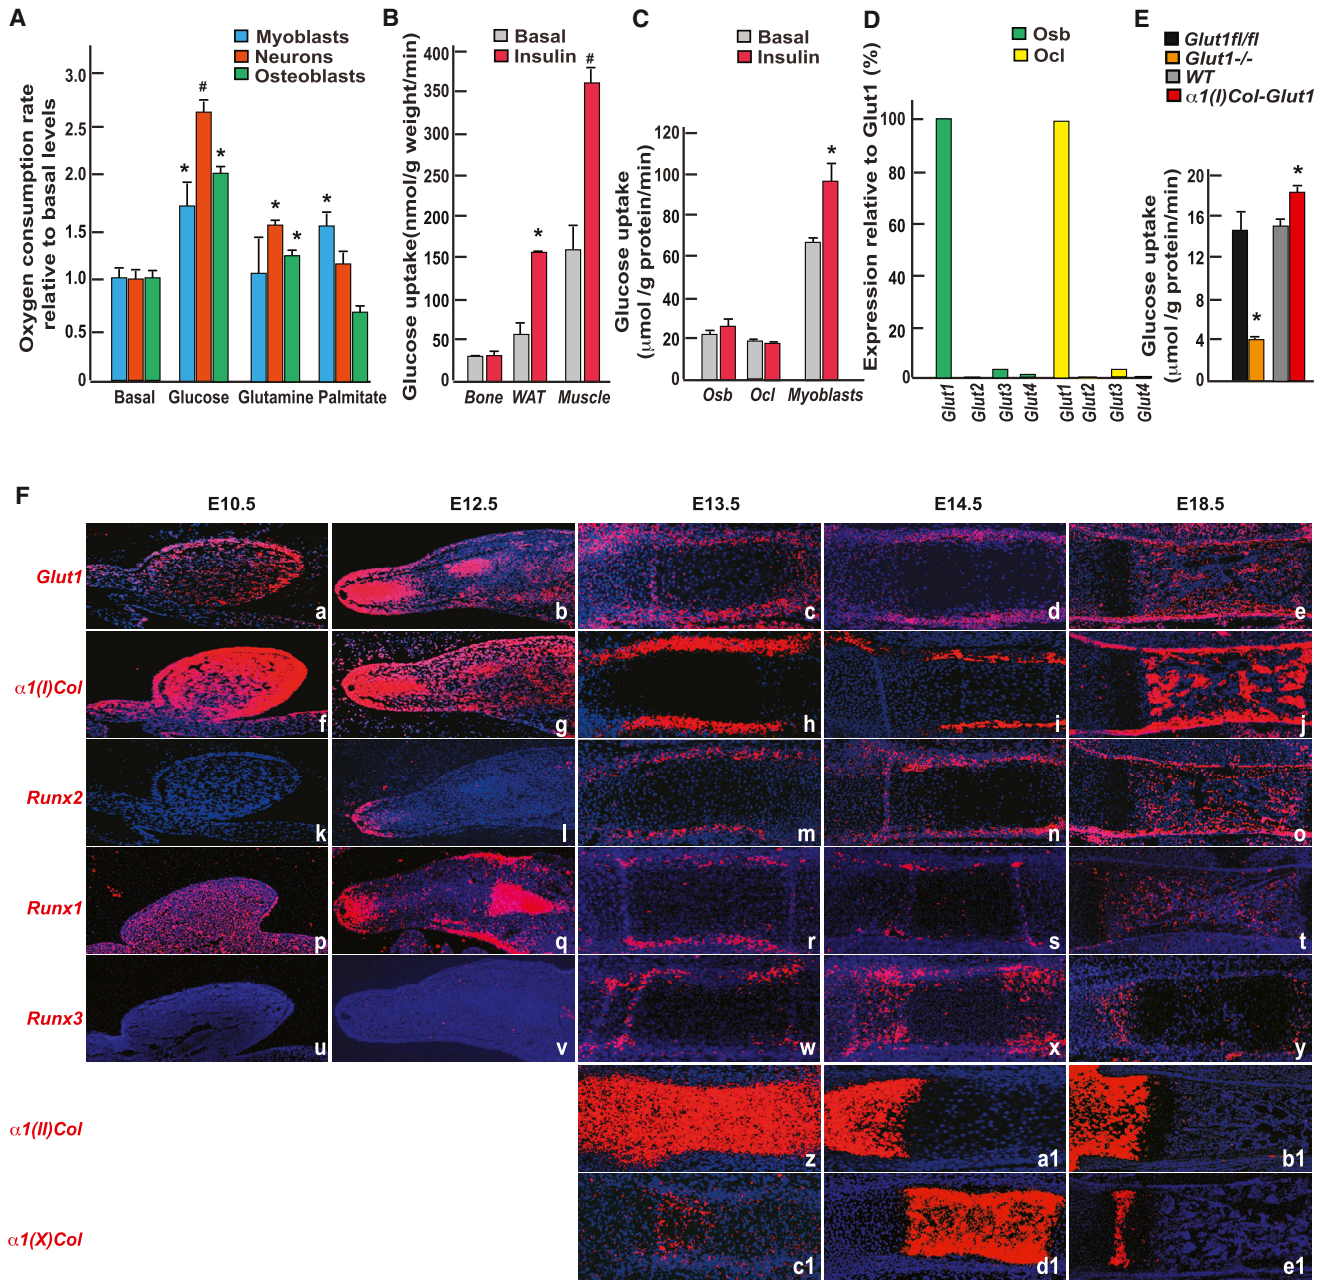 A
Oxygen consumption rate
relative to basal levels
Myoblasts
Neurons
Osteoblasts
3.0
2.5
2.0
1.5
1.0
0.5
0
*
#
*
*
*
*
Basal
Glucose
Glutamine
Palmitate
B
Glucose uptake(nmol/g weight/min)
Basal
Insulin
400
350
300
250
200
150
100
150
50
0
*
#
Bone
WAT
Muscle
C
Glucose uptake
(μmol /g protein/min)
Basal
Insulin
120
100
80
60
40
20
0
*
Osb
Ocl
Myoblasts
D
Expression relative to Glut1 (%)
Osb
Ocl
100
80
60
40
20
0
Glut1
Glut2
Glut3
Glut4
Glut1
Glut2
Glut3
Glut4
E
Glut1fl/fl
Glut1-/-
WT
α1(I)Col-Glut1
Glucose uptake
(μmol /g protein/min)
20
16
12
8
4
0
*
*
F
E10.5
E12.5
E13.5
E14.5
E18.5
Glut1
a
b
c
d
e
α1(I)Col
f
g
h
i
j
Runx2
k
l
m
n
o
Runx1
p
q
r
s
t
Runx3
u
v
w
x
y
α1(II)Col
z
a1
b1
α1(X)Col
c1
d1
e1